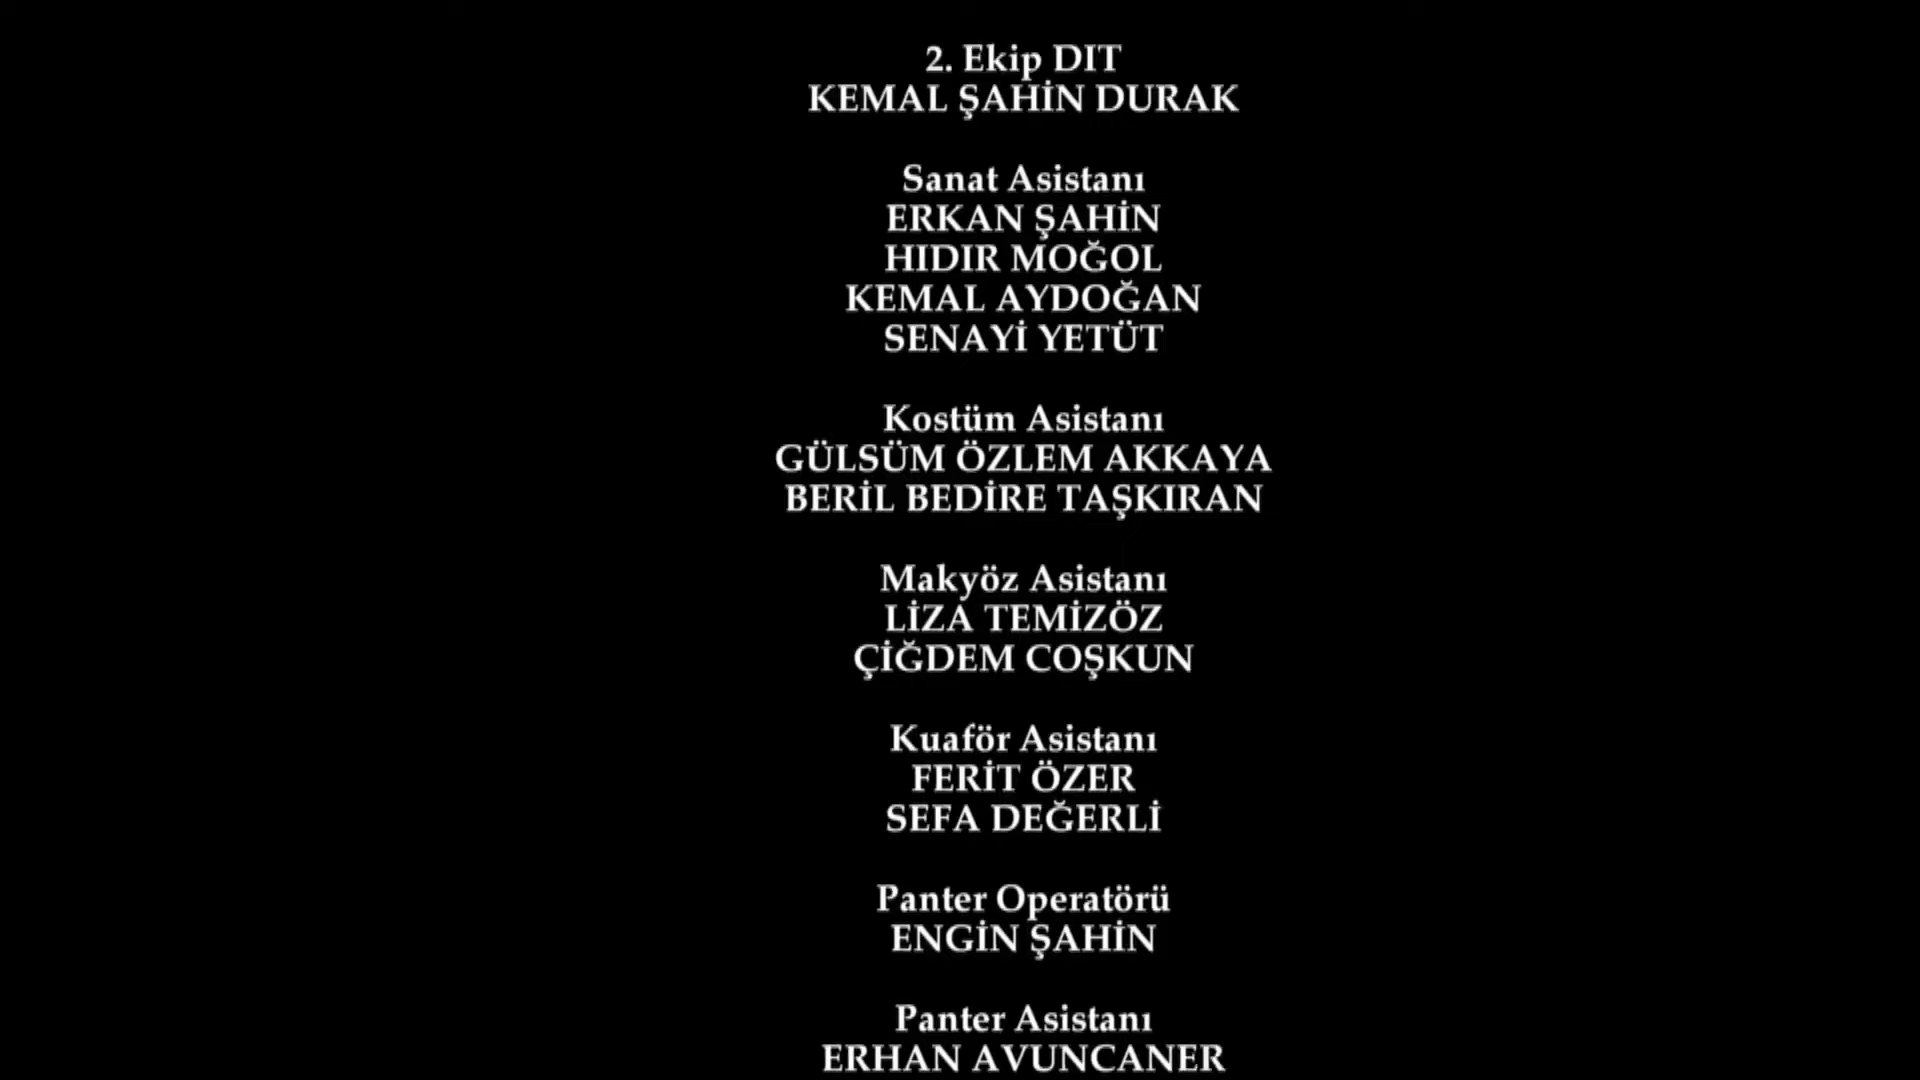 2. Ekip DIT
KEMAL ŞAHİN DURAK
Sanat Asistanı
ERKAN ŞAHİN
HIDIR MOĞOL
KEMAL AYDOĞAN
SENAYİ YETÜT
Kostüm Asistanı
GÜLSÜM ÖZLEM AKKAYA
BERİL BEDİRE TAŞKIRAN
Makyöz Asistanı
LİZA TEMİZÖZ
ÇİĞDEM COŞKUN
Kuaför Asistanı
FERİT ÖZER
SEFA DEĞERLİ
Panter Operatörü
ENGİN ŞAHİN
Panter Asistanı
ERHAN AVUNCANER